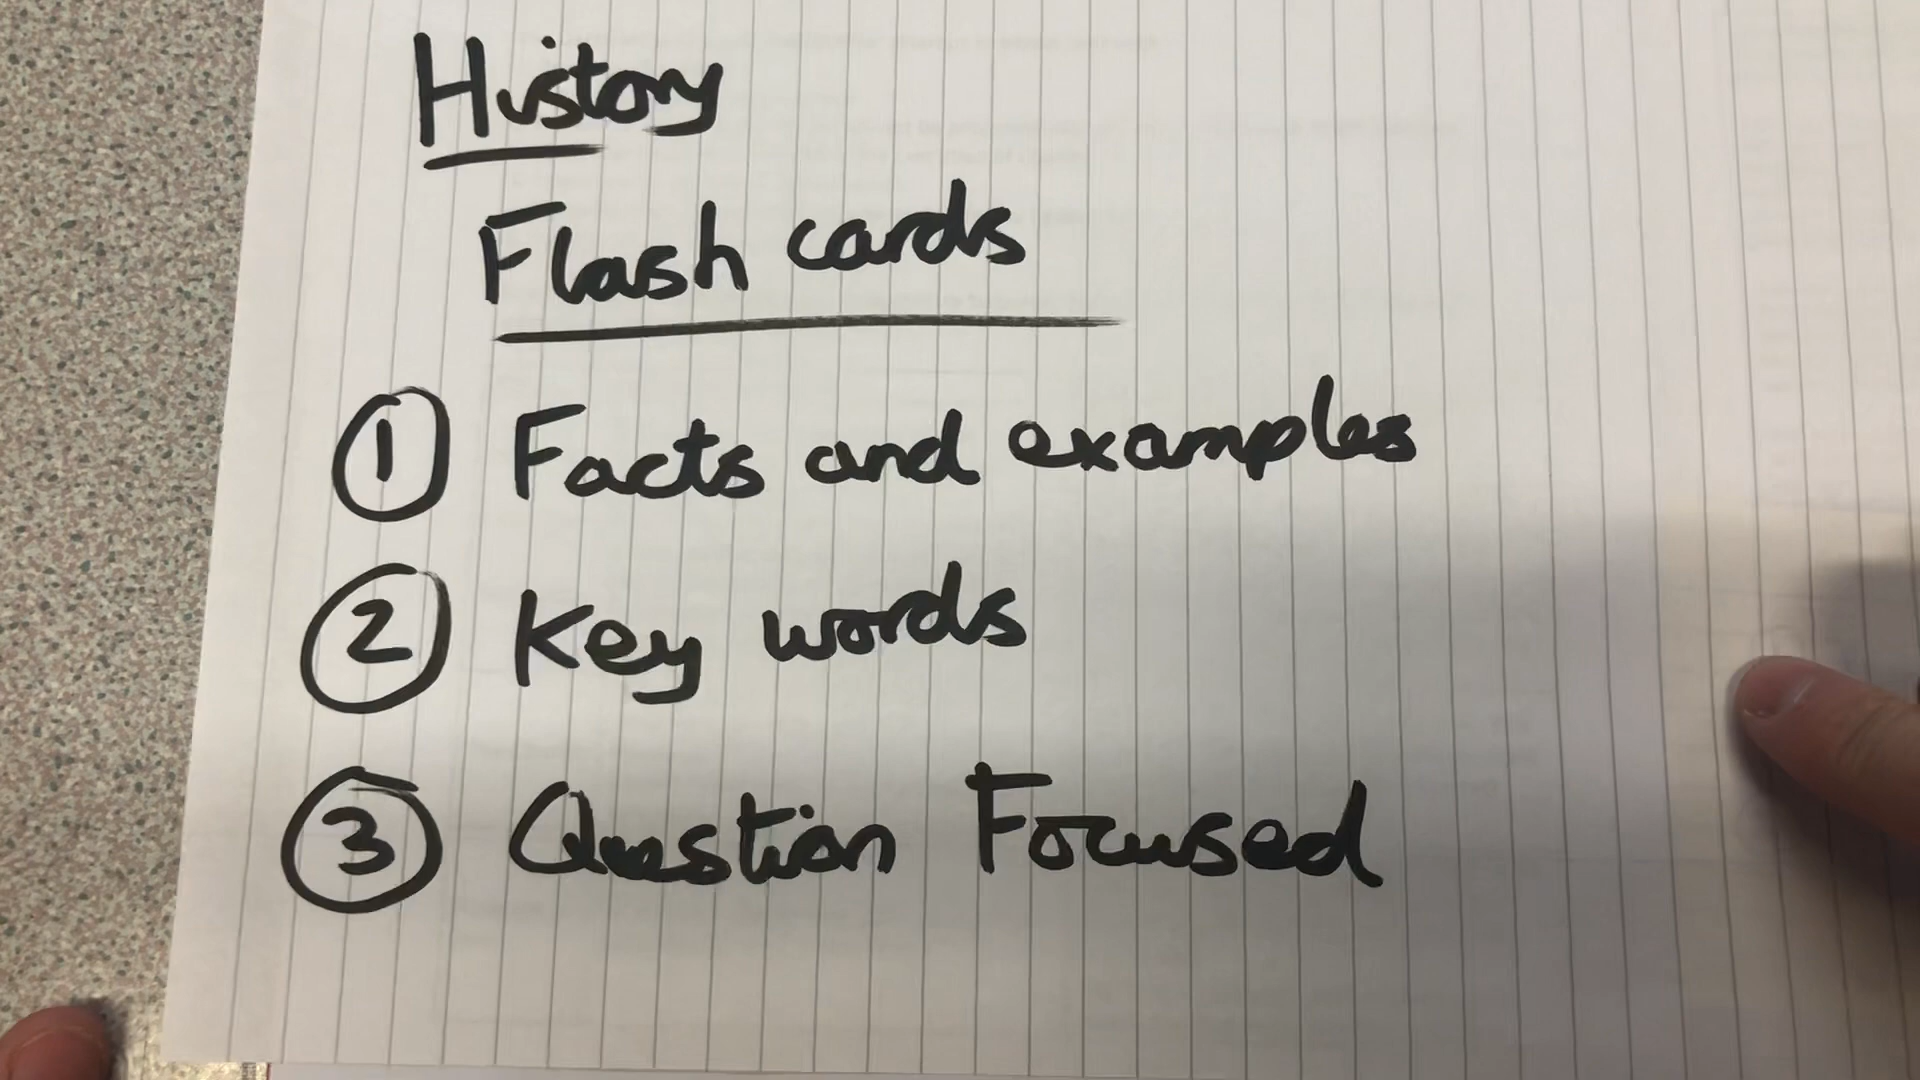 History
Flash cards
1 Facts and examples
2 Key words
3 Question Focused